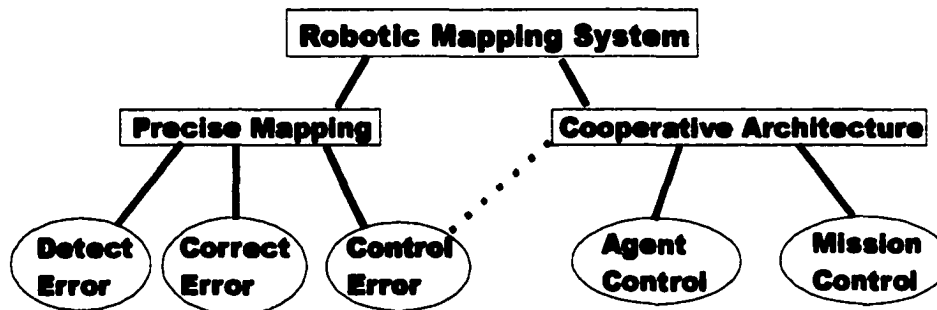 Robotic Mapping System
Precise Mapping
Cooperative Architecture
Detect
Error
Correct
Error
Control
Error
Agent
Control
Mission
Control